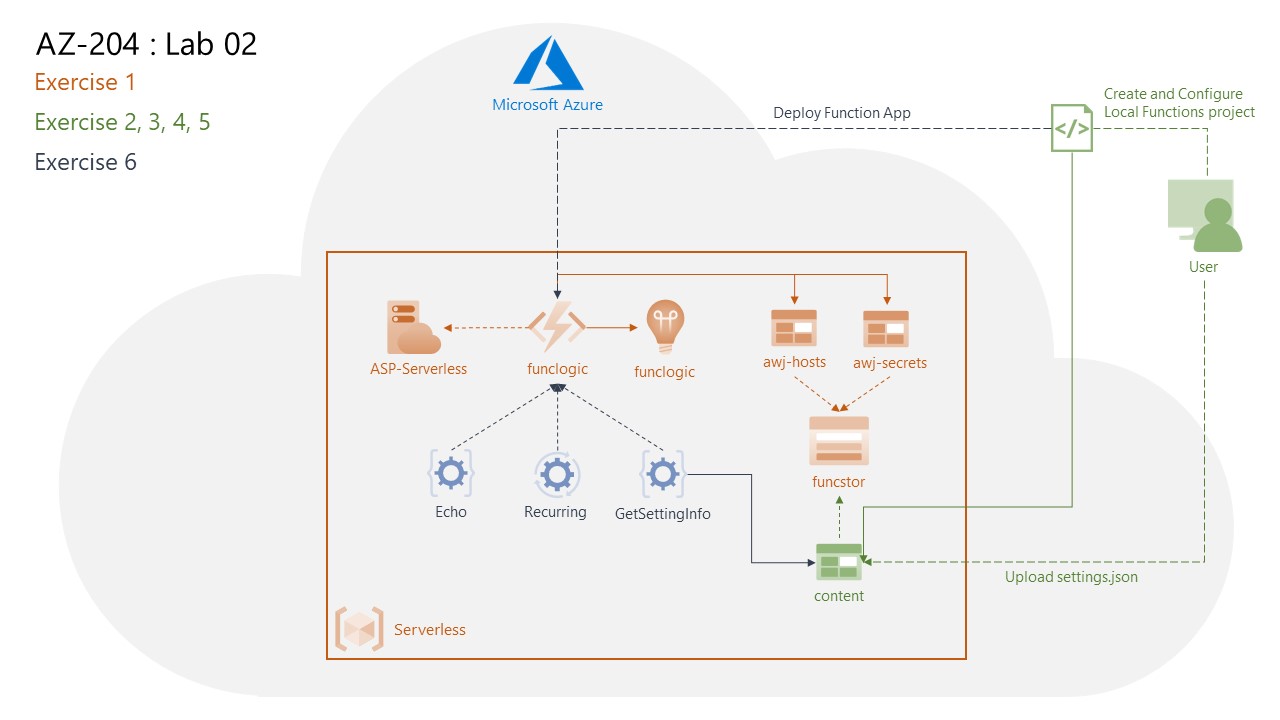 AZ-204 : Lab 02
Exercise 1
Exercise 2, 3, 4, 5
Exercise 6
Microsoft Azure
Deploy Function App
</>
Create and Configure
Local Functions project
User
ASP-Serverless
funclogic
funclogic
awj-hosts
awj-secrets
funcstor
Echo
Recurring
GetSettingInfo
content
Upload settings.json
Serverless